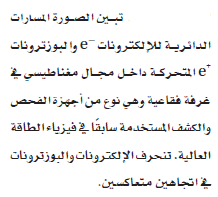 تبين الصورة المسارات
الدائرية للإلكترونات e⁻ والبوزترونات
e⁺ المتحركة داخل مجال مغناطيسي في
غرفة فقاعية وهي نوع من أجهزة الفحص
والكشف المستخدمة سابقًا في فيزياء الطاقة
العالية. تنحرف الإلكترونات والبوزترونات
في اتجاهين متعاكسين.